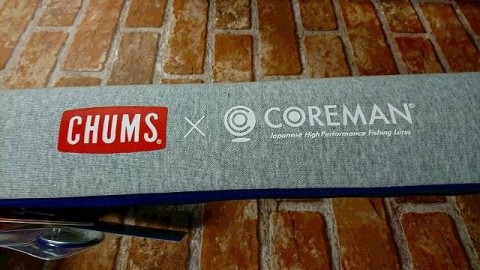 CHUMS® × COREMAN®
Japanese High Performance Fishing Lures